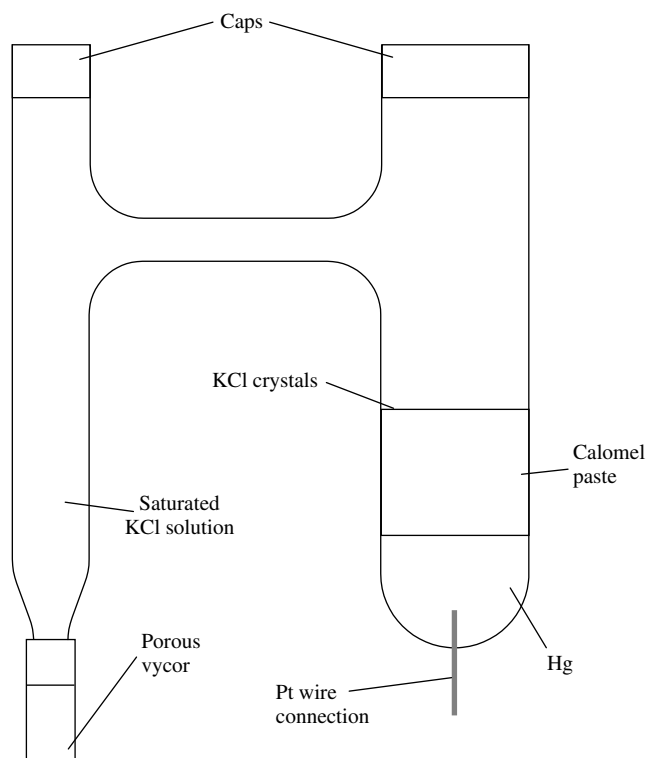 Caps
KCl crystals
Calomel
paste
Saturated
KCl solution
Porous
vycor
Hg
Pt wire
connection